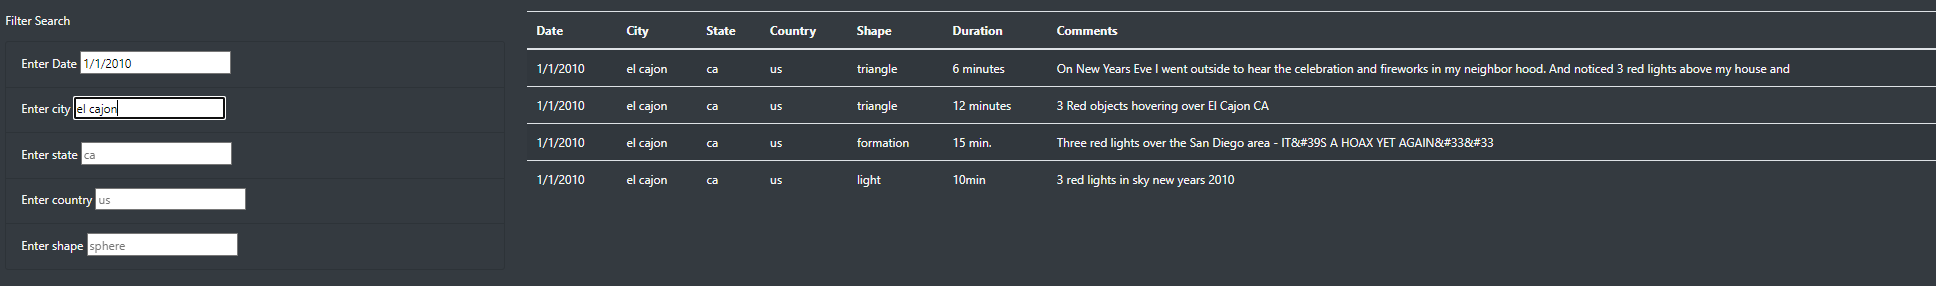 Filter Search
Enter Date 1/1/2010
Enter city el cajon
Enter state ca
Enter country us
Enter shape sphere
Date City State Country Shape Duration Comments
1/1/2010 el cajon ca us triangle 6 minutes On New Years Eve I went outside to hear the celebration and fireworks in my neighbor hood. And noticed 3 red lights above my house and
1/1/2010 el cajon ca us triangle 12 minutes 3 Red objects hovering over El Cajon CA
1/1/2010 el cajon ca us formation 15 min. Three red lights over the San Diego area - IT&#39S A HOAX YET AGAIN&#33&#33
1/1/2010 el cajon ca us light 10min 3 red lights in sky new years 2010